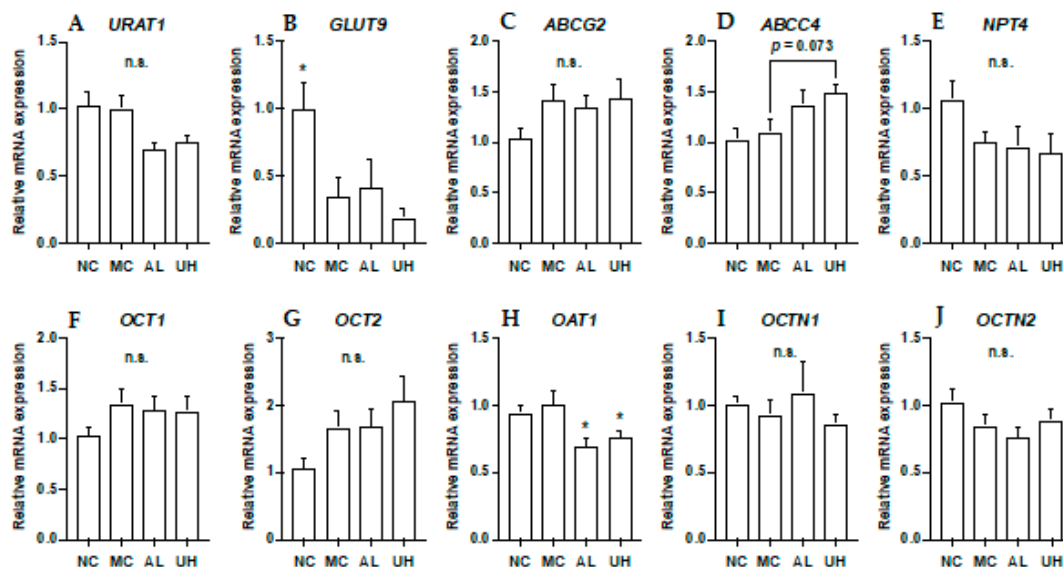 A URAT1
Relative mRNA expression
1.5
1.0
0.5
0.0
n.s.
NC MC AL UH
B GLUT9
Relative mRNA expression
1.5
1.0
0.5
0.0
*
NC MC AL UH
C ABCG2
Relative mRNA expression
2.0
1.5
1.0
0.5
0.0
n.s.
NC MC AL UH
D ABCC4
Relative mRNA expression
2.0
1.5
1.0
0.5
0.0
p = 0.073
NC MC AL UH
E NPT4
Relative mRNA expression
1.5
1.0
0.5
0.0
n.s.
NC MC AL UH
F OCT1
Relative mRNA expression
2.0
1.5
1.0
0.5
0.0
n.s.
NC MC AL UH
G OCT2
Relative mRNA expression
3
2
1
0
n.s.
NC MC AL UH
H OAT1
Relative mRNA expression
2.0
1.5
1.0
0.5
0.0
* *
NC MC AL UH
I OCTN1
Relative mRNA expression
1.5
1.0
0.5
0.0
n.s.
NC MC AL UH
J OCTN2
Relative mRNA expression
1.5
1.0
0.5
0.0
n.s.
NC MC AL UH